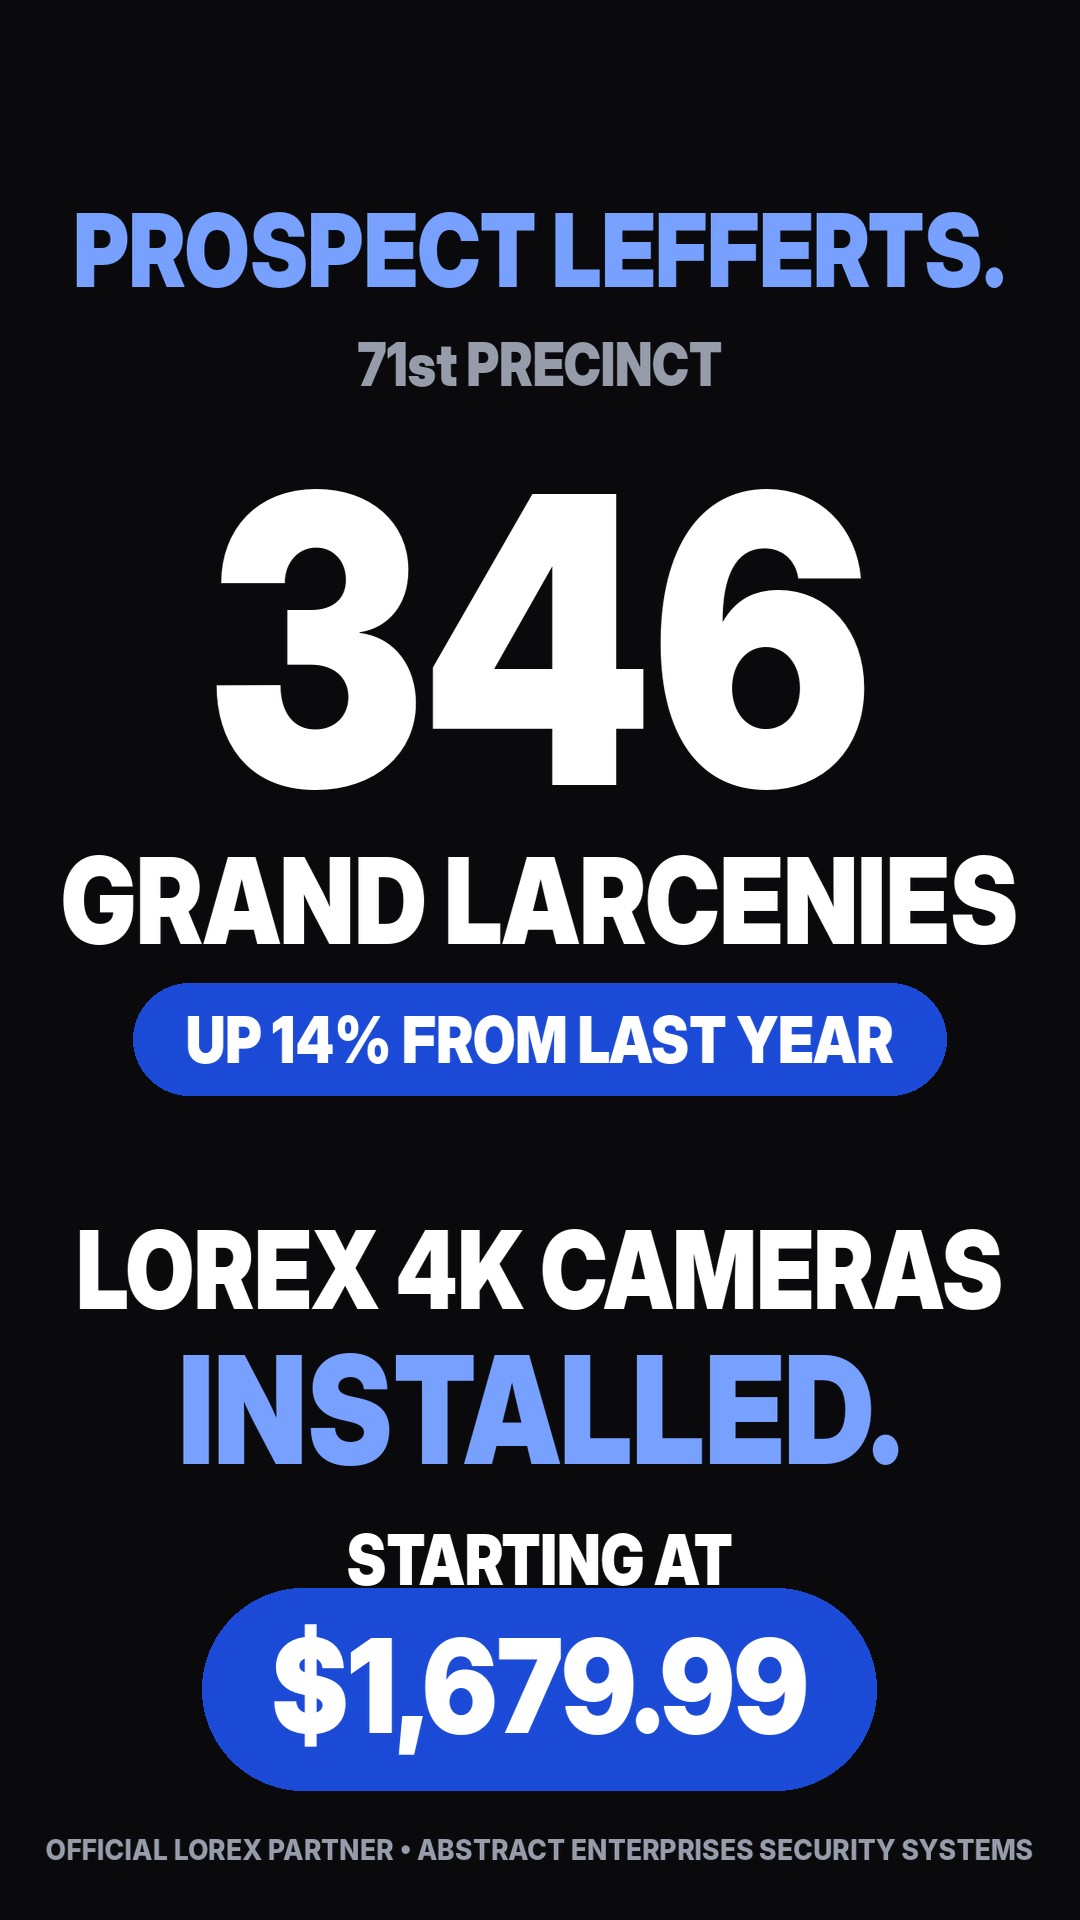 PROSPECT LEFFERTS.
71st PRECINCT
346
GRAND LARCENIES
UP 14% FROM LAST YEAR
LOREX 4K CAMERAS
INSTALLED.
STARTING AT
$1,679.99
OFFICIAL LOREX PARTNER • ABSTRACT ENTERPRISES SECURITY SYSTEMS